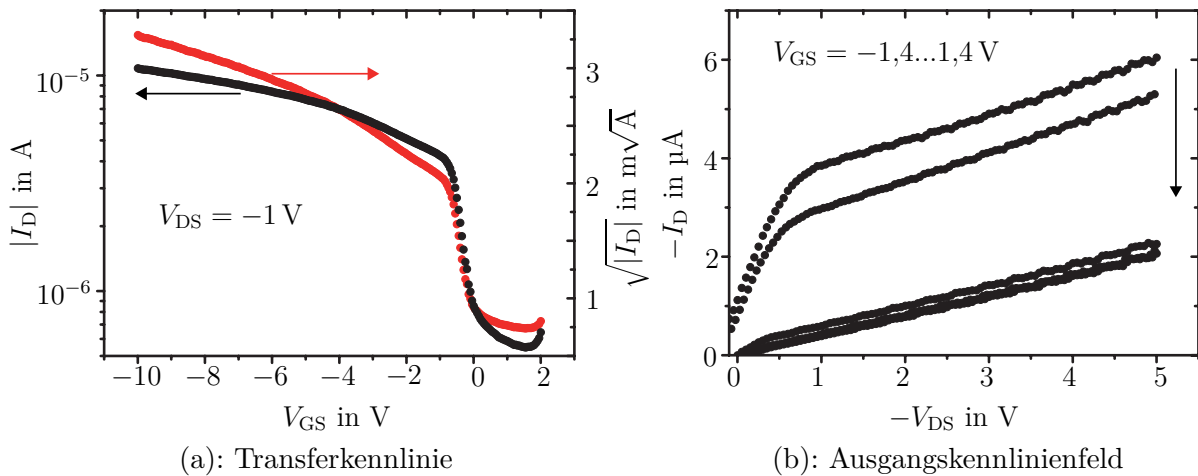 10⁻⁵
10⁻⁶
|I_D| in A
V_DS = −1 V
3
2
1
√|I_D| in m√A
−10 −8 −6 −4 −2 0 2
V_GS in V
(a): Transferkennlinie
V_GS = −1,4...1,4 V
6
4
2
0
−I_D in µA
0 1 2 3 4 5
−V_DS in V
(b): Ausgangskennlinienfeld